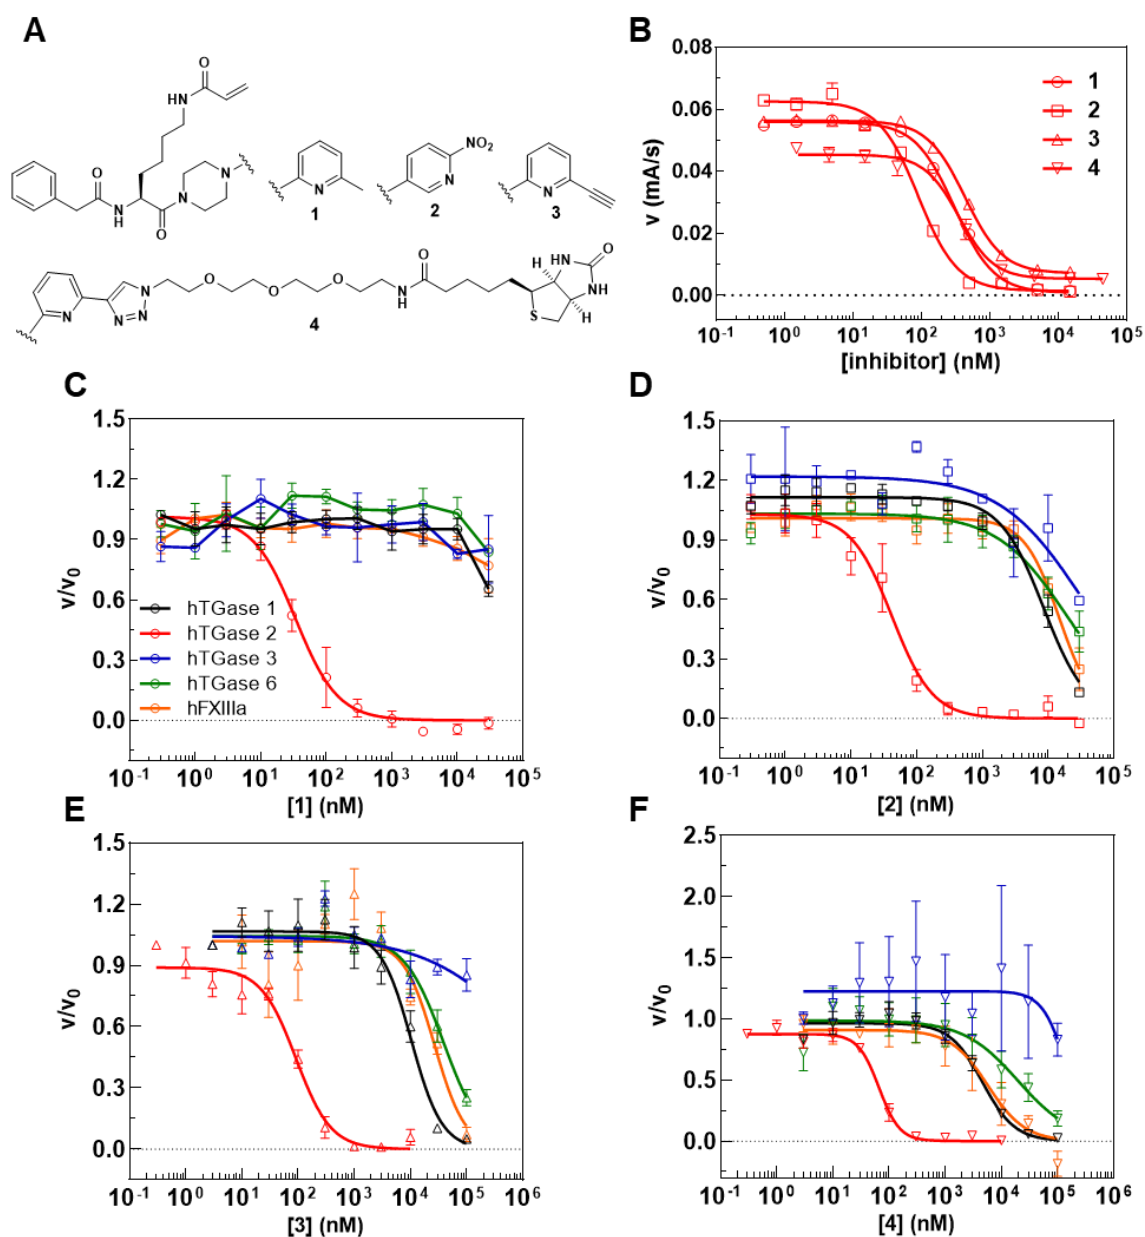 A
O
NH
O
N
H
O
N
N
N
1
NO2
N
2
N
3
N
N
N
N
O
O
O
H
N
O
H
H
S
HN
NH
O
4
B
0.08
0.06
0.04
0.02
0.00
v (mA/s)
10-1 100 101 102 103 104 105
[inhibitor] (nM)
1
2
3
4
C
1.5
1.2
0.9
0.6
0.3
0.0
v/v0
hTGase 1
hTGase 2
hTGase 3
hTGase 6
hFXIIIa
10-1 100 101 102 103 104 105
[1] (nM)
D
1.5
1.2
0.9
0.6
0.3
0.0
v/v0
10-1 100 101 102 103 104 105
[2] (nM)
E
1.5
1.2
0.9
0.6
0.3
0.0
v/v0
10-1 100 101 102 103 104 105 106
[3] (nM)
F
2.5
2.0
1.5
1.0
0.5
0.0
v/v0
10-1 100 101 102 103 104 105 106
[4] (nM)